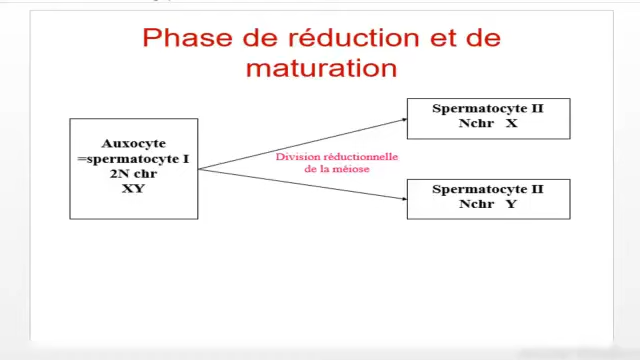 Phase de réduction et de
maturation
Auxocyte
=spermatocyte I
2N chr
XY
Division réductionnelle
de la méiose
Spermatocyte II
Nchr X
Spermatocyte II
Nchr Y